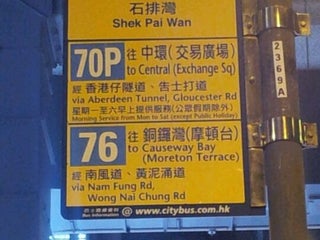 石排灣
Shek Pai Wan
70P 往 中環(交易廣場)
to Central (Exchange Sq)
經 香港仔隧道、告士打道
via Aberdeen Tunnel, Gloucester Rd
星期一至六早上提供服務(公眾假期除外)
Morning Service from Mon to Sat (except Public Holiday)
76 往 銅鑼灣(摩頓台)
to Causeway Bay
(Moreton Terrace)
經 南風道、黃泥涌道
via Nam Fung Rd,
Wong Nai Chung Rd
Bus Information @ www.citybus.com.hk
2369A